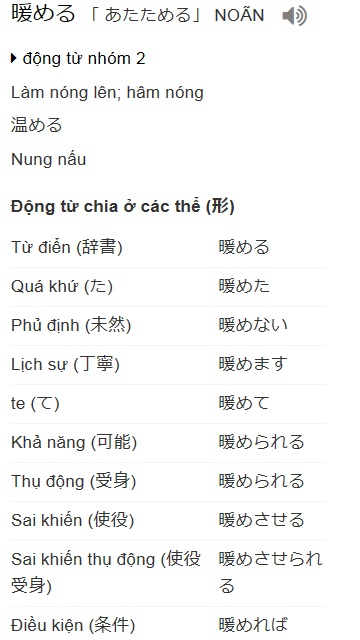 暖める 「 あたためる」 NOÃN
động từ nhóm 2
Làm nóng lên; hâm nóng
温める
Nung nấu
Động từ chia ở các thể (形)
Từ điển (辞書) 暖める
Quá khứ (た) 暖めた
Phủ định (未然) 暖めない
Lịch sự (丁寧) 暖めます
te (て) 暖めて
Khả năng (可能) 暖められる
Thụ động (受身) 暖められる
Sai khiến (使役) 暖めさせる
Sai khiến thụ động (使役 暖めさせられ
受身) る
Điều kiện (条件) 暖めれば